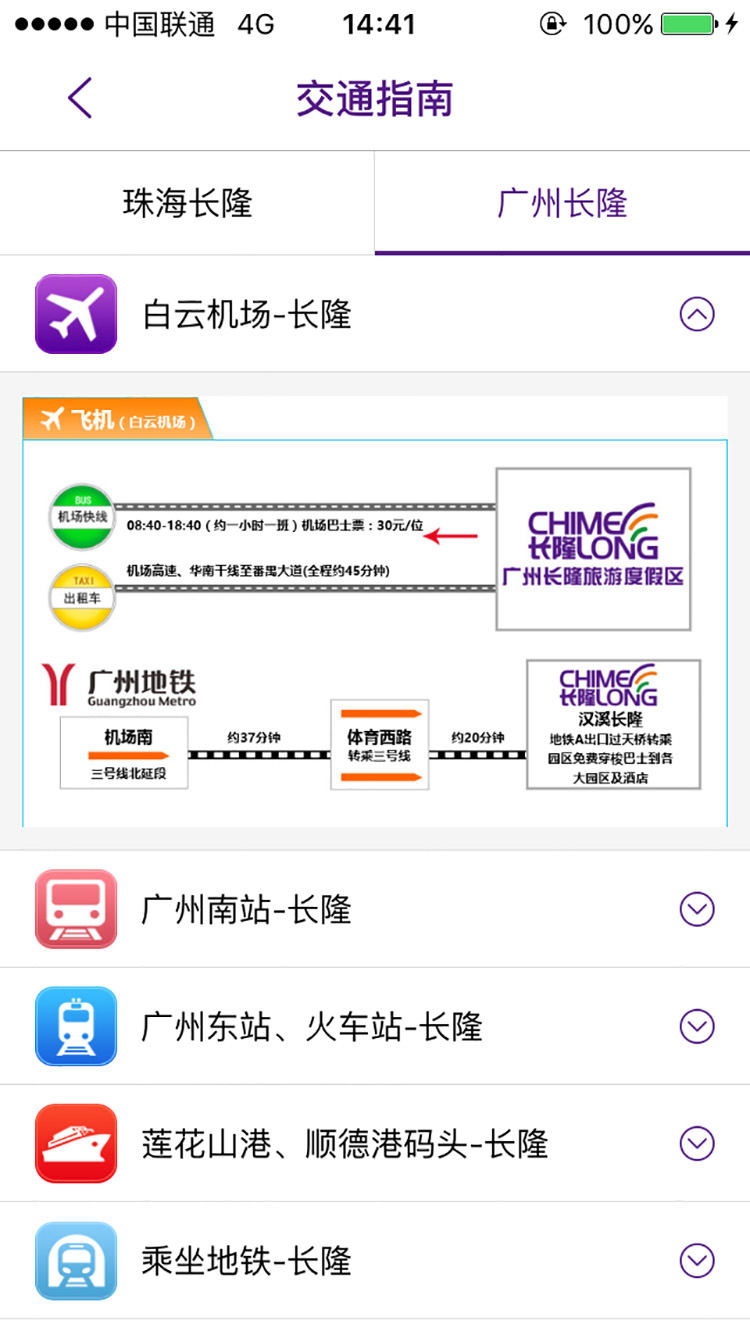 中国联通 4G 14:41 100%
交通指南
珠海长隆 广州长隆
白云机场-长隆
飞机（白云机场）
BUS
机场快线
08:40-18:40（约一小时一班）机场巴士票：30元/位
机场高速、华南干线至番禺大道(全程约45分钟)
TAXI
出租车
CHIMELONG
长隆
广州长隆旅游度假区
广州地铁
Guangzhou Metro
机场南
三号线北延段
约37分钟
体育西路
转乘三号线
约20分钟
CHIMELONG
长隆
汉溪长隆
地铁A出口过天桥转乘
园区免费穿梭巴士到各
大园区及酒店
广州南站-长隆
广州东站、火车站-长隆
莲花山港、顺德港码头-长隆
乘坐地铁-长隆